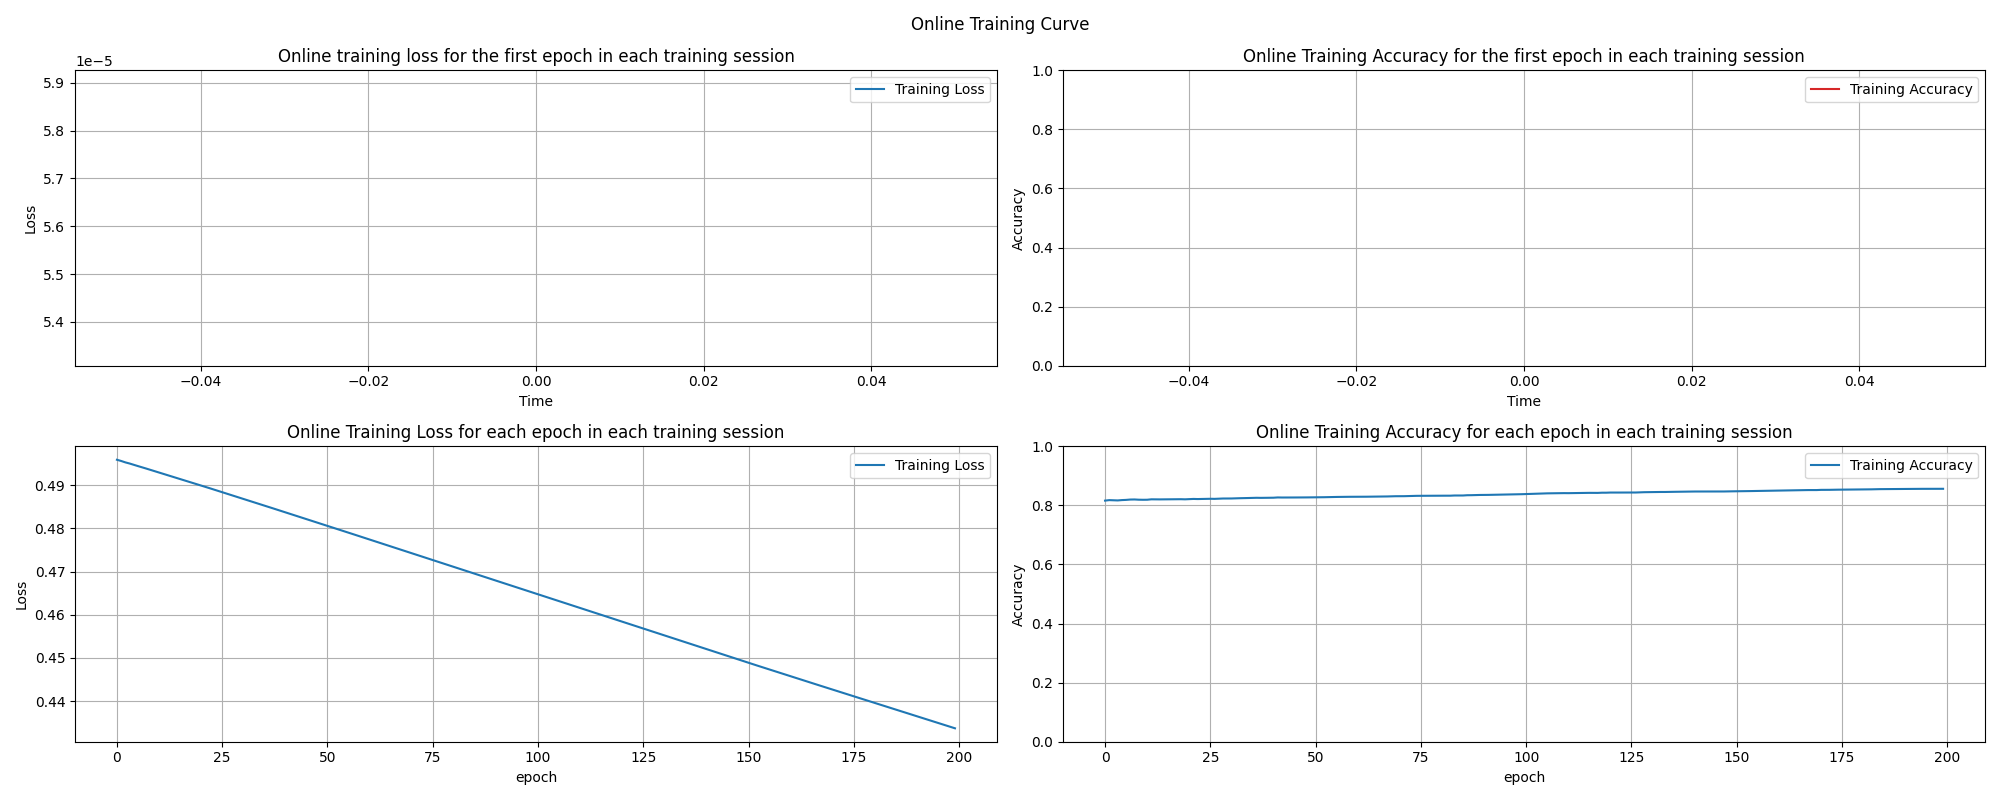 Online Training Curve
Online training loss for the first epoch in each training session
1e−5
5.9
5.8
5.7
5.6
5.5
5.4
Loss
Training Loss
−0.04 −0.02 0.00 0.02 0.04
Time
Online Training Accuracy for the first epoch in each training session
1.0
0.8
0.6
0.4
0.2
0.0
Accuracy
Training Accuracy
−0.04 −0.02 0.00 0.02 0.04
Time
Online Training Loss for each epoch in each training session
0.49
0.48
0.47
0.46
0.45
0.44
Loss
Training Loss
0 25 50 75 100 125 150 175 200
epoch
Online Training Accuracy for each epoch in each training session
1.0
0.8
0.6
0.4
0.2
0.0
Accuracy
Training Accuracy
0 25 50 75 100 125 150 175 200
epoch